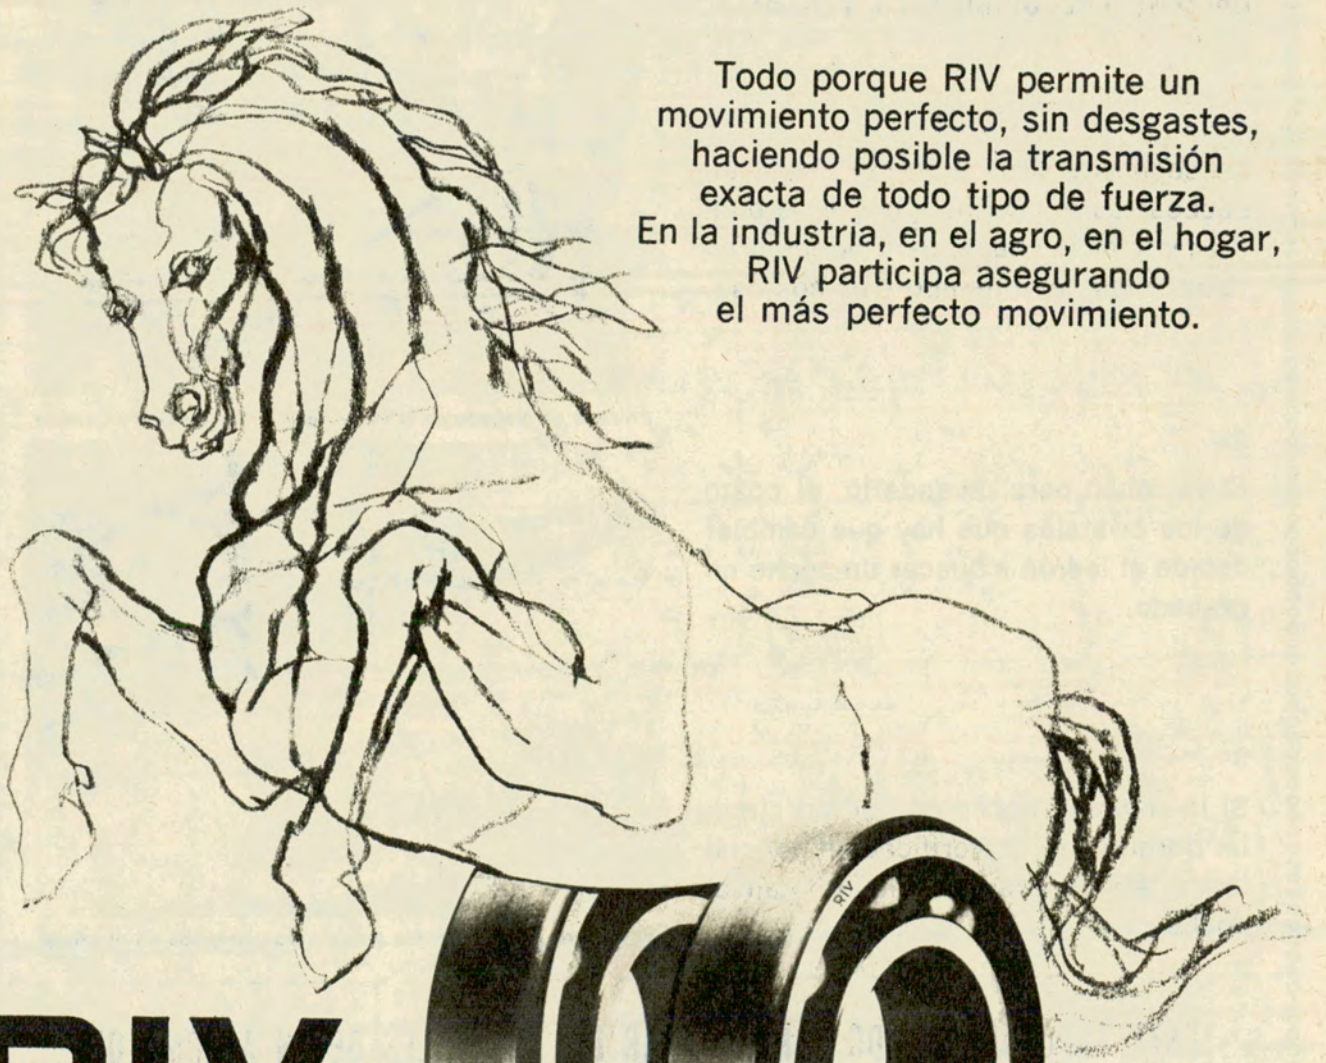 Todo porque RIV permite un
movimiento perfecto, sin desgastes,
haciendo posible la transmisión
exacta de todo tipo de fuerza.
En la industria, en el agro, en el hogar,
RIV participa asegurando
el más perfecto movimiento.
RIV
RIV